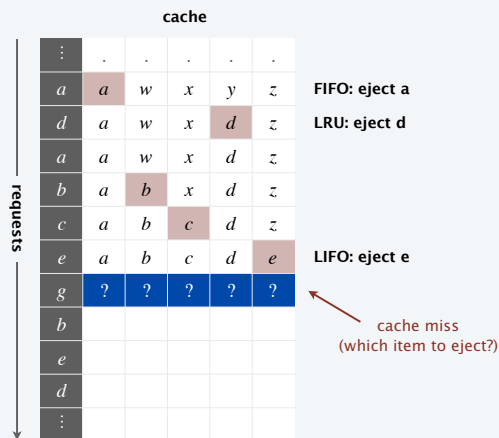 cache
⋮ . . . . .
a a w x y z FIFO: eject a
d a w x d z LRU: eject d
a a w x d z
b a b x d z
c a b c d z
e a b c d e LIFO: eject e
g ? ? ? ? ?
b
e
d
⋮
requests
cache miss
(which item to eject?)